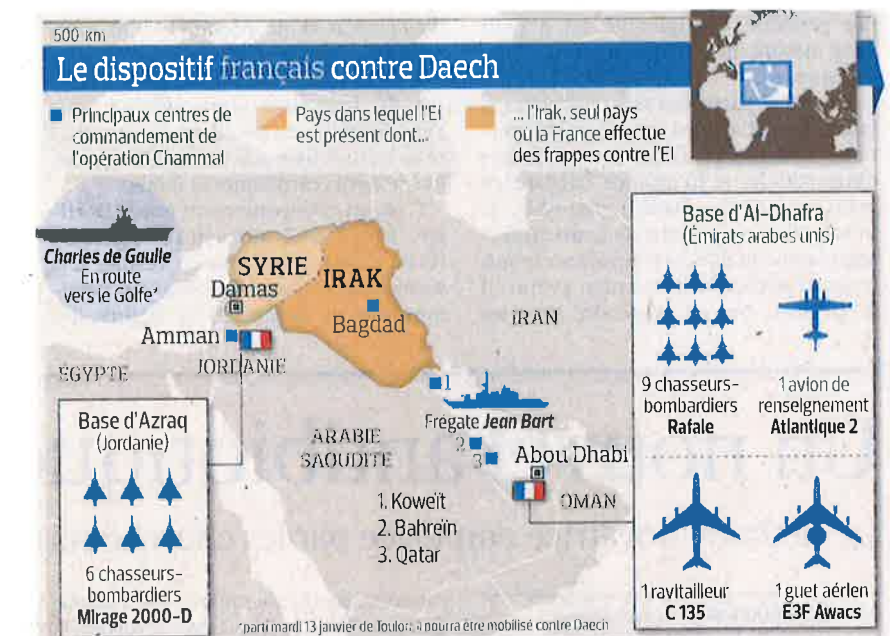 500 km
Le dispositif français contre Daech
Principaux centres de
commandement de
l'opération Chammal
Pays dans lequel l'EI
est présent dont...
... l'Irak, seul pays
ou la France effectue
des frappes contre l'EI
Charles de Gaulle
En route
vers le Golfe*
SYRIE
Damas
IRAK
Bagdad
Amman
JORDANIE
ÉGYPTE
IRAN
1
Frégate Jean Bart
2
3
ARABIE
SAOUDITE
Abou Dhabi
OMAN
1. Koweït
2. Bahreïn
3. Qatar
Base d'Azraq
(Jordanie)
6 chasseurs-
bombardiers
Mirage 2000-D
Base d'Al-Dhafra
(Émirats arabes unis)
9 chasseurs-
bombardiers
Rafale
1 avion de
renseignement
Atlantique 2
1 ravitailleur
C 135
1 guet aérien
E3F Awacs
*parti mardi 13 janvier de Toulon, il pourra être mobilisé contre Daech